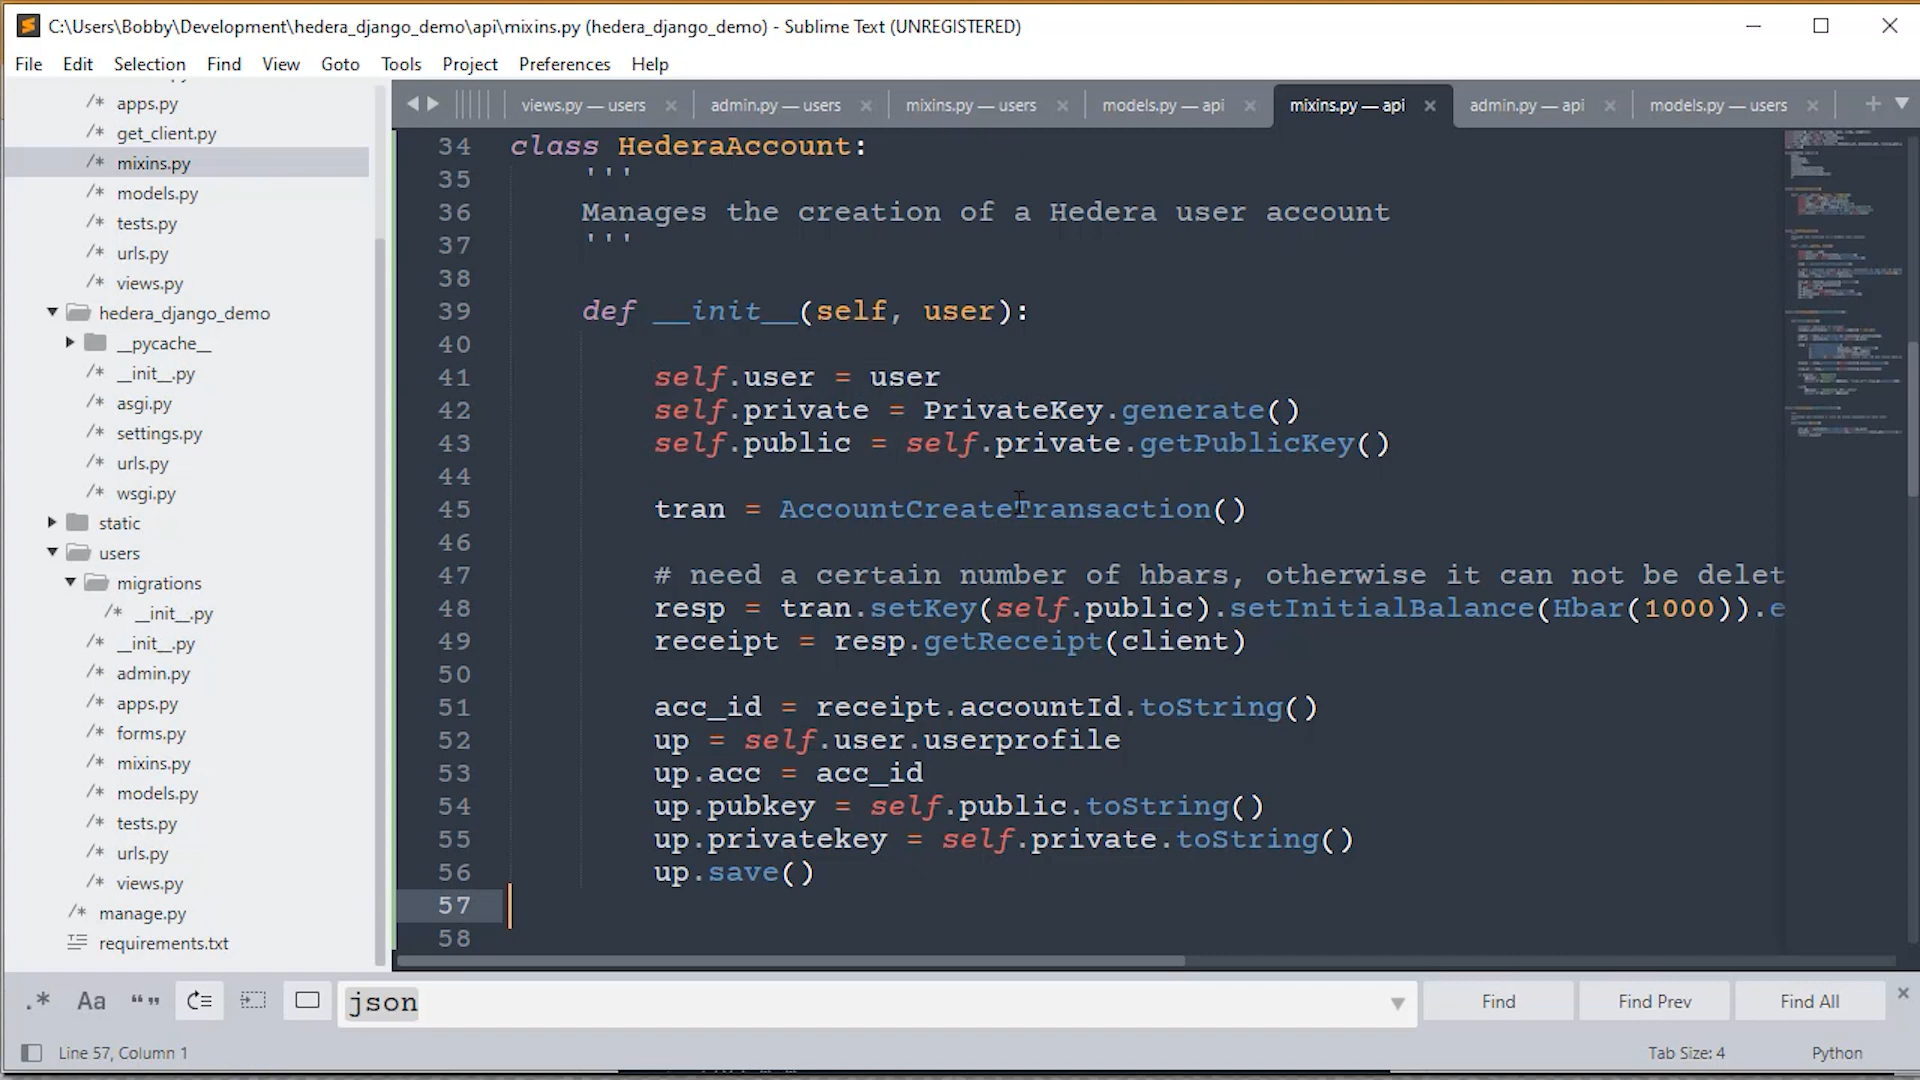 C:\Users\Bobby\Development\hedera_django_demo\api\mixins.py (hedera_django_demo) - Sublime Text (UNREGISTERED)
File Edit Selection Find View Goto Tools Project Preferences Help
/* apps.py
/* get_client.py
/* mixins.py
/* models.py
/* tests.py
/* urls.py
/* views.py
hedera_django_demo
__pycache__
/* __init__.py
/* asgi.py
/* settings.py
/* urls.py
/* wsgi.py
static
users
migrations
/* __init__.py
/* __init__.py
/* admin.py
/* apps.py
/* forms.py
/* mixins.py
/* models.py
/* tests.py
/* urls.py
/* views.py
/* manage.py
requirements.txt
views.py — users admin.py — users mixins.py — users models.py — api mixins.py — api admin.py — api models.py — users
34 class HederaAccount:
35 '''
36 Manages the creation of a Hedera user account
37 '''
38
39 def __init__(self, user):
40
41 self.user = user
42 self.private = PrivateKey.generate()
43 self.public = self.private.getPublicKey()
44
45 tran = AccountCreateTransaction()
46
47 # need a certain number of hbars, otherwise it can not be delet
48 resp = tran.setKey(self.public).setInitialBalance(Hbar(1000)).e
49 receipt = resp.getReceipt(client)
50
51 acc_id = receipt.accountId.toString()
52 up = self.user.userprofile
53 up.acc = acc_id
54 up.pubkey = self.public.toString()
55 up.privatekey = self.private.toString()
56 up.save()
57
58
.* Aa “ ” json Find Find Prev Find All
Line 57, Column 1 Tab Size: 4 Python